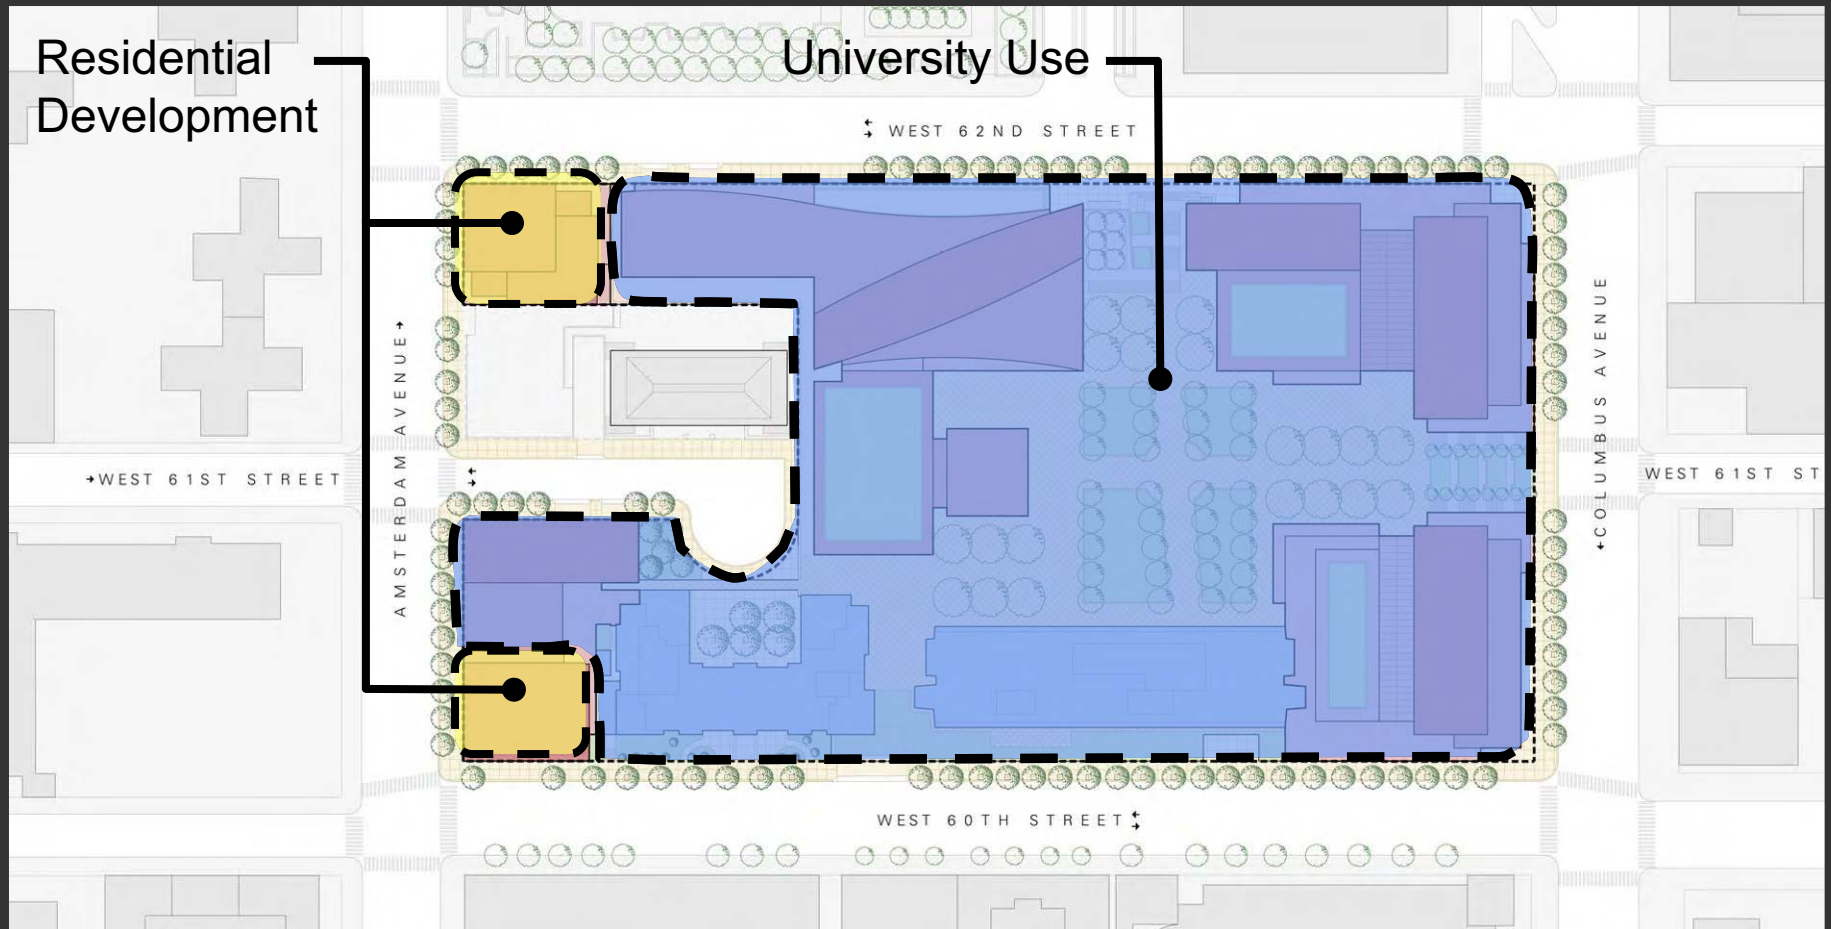 Residential
Development
University Use
WEST 62ND STREET
AMSTERDAM AVENUE
COLUMBUS AVENUE
WEST 61ST STREET
WEST 61ST ST
WEST 60TH STREET